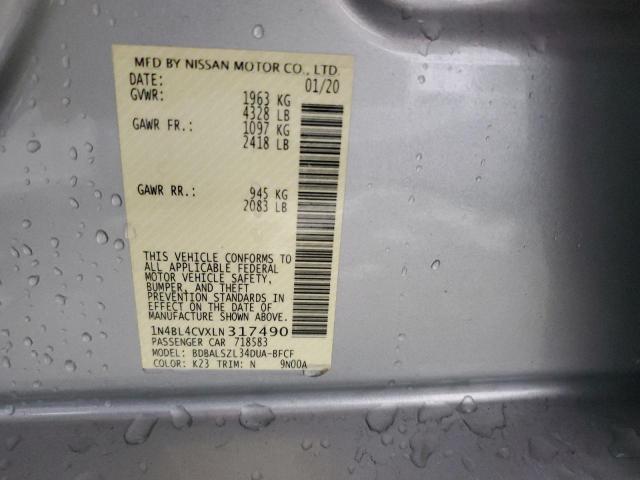 MFD BY NISSAN MOTOR CO., LTD.
DATE: 01/20
GVWR: 1963 KG
4328 LB
GAWR FR.: 1097 KG
2418 LB
GAWR RR.: 945 KG
2083 LB
THIS VEHICLE CONFORMS TO
ALL APPLICABLE FEDERAL
MOTOR VEHICLE SAFETY,
BUMPER, AND THEFT
PREVENTION STANDARDS IN
EFFECT ON THE DATE OF
MANUFACTURE SHOWN ABOVE.
1N4BL4CVXLN317490
PASSENGER CAR 718583
MODEL: BDBALSZL34DUA-BFCF
COLOR: K23 TRIM: N 9N00A